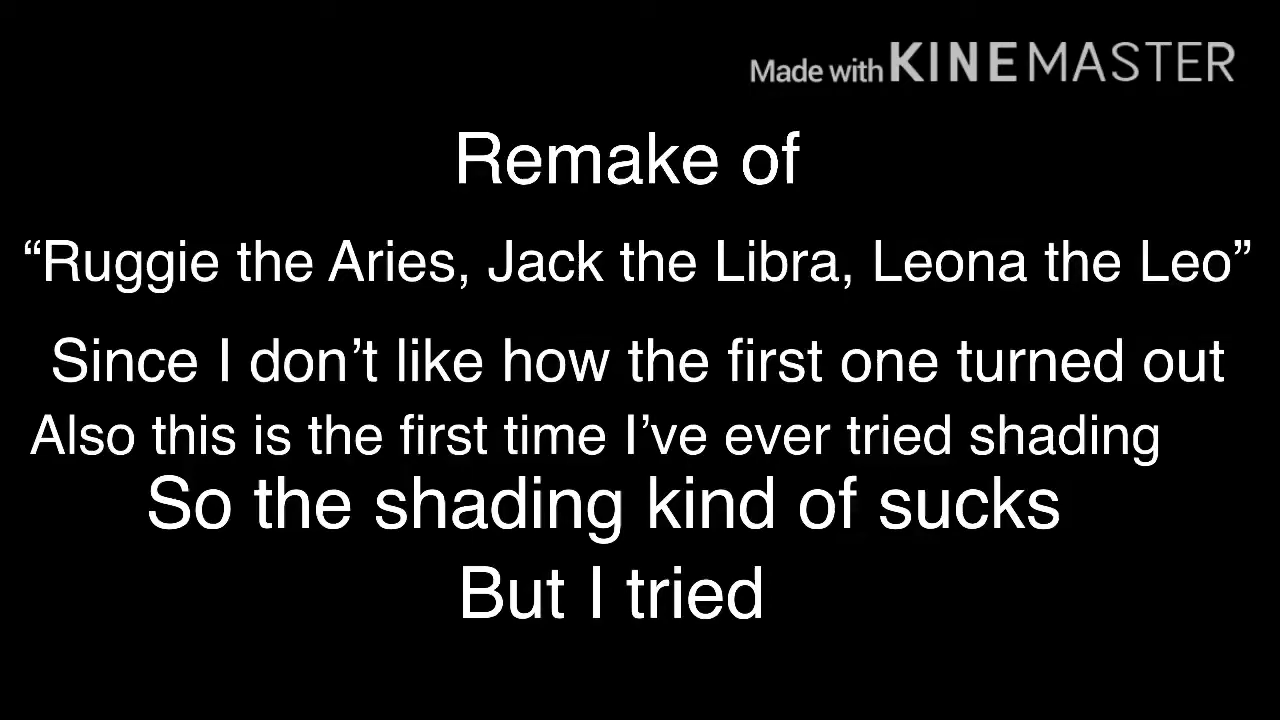 Made with KINEMASTER
Remake of
“Ruggie the Aries, Jack the Libra, Leona the Leo”
Since I don’t like how the first one turned out
Also this is the first time I’ve ever tried shading
So the shading kind of sucks
But I tried